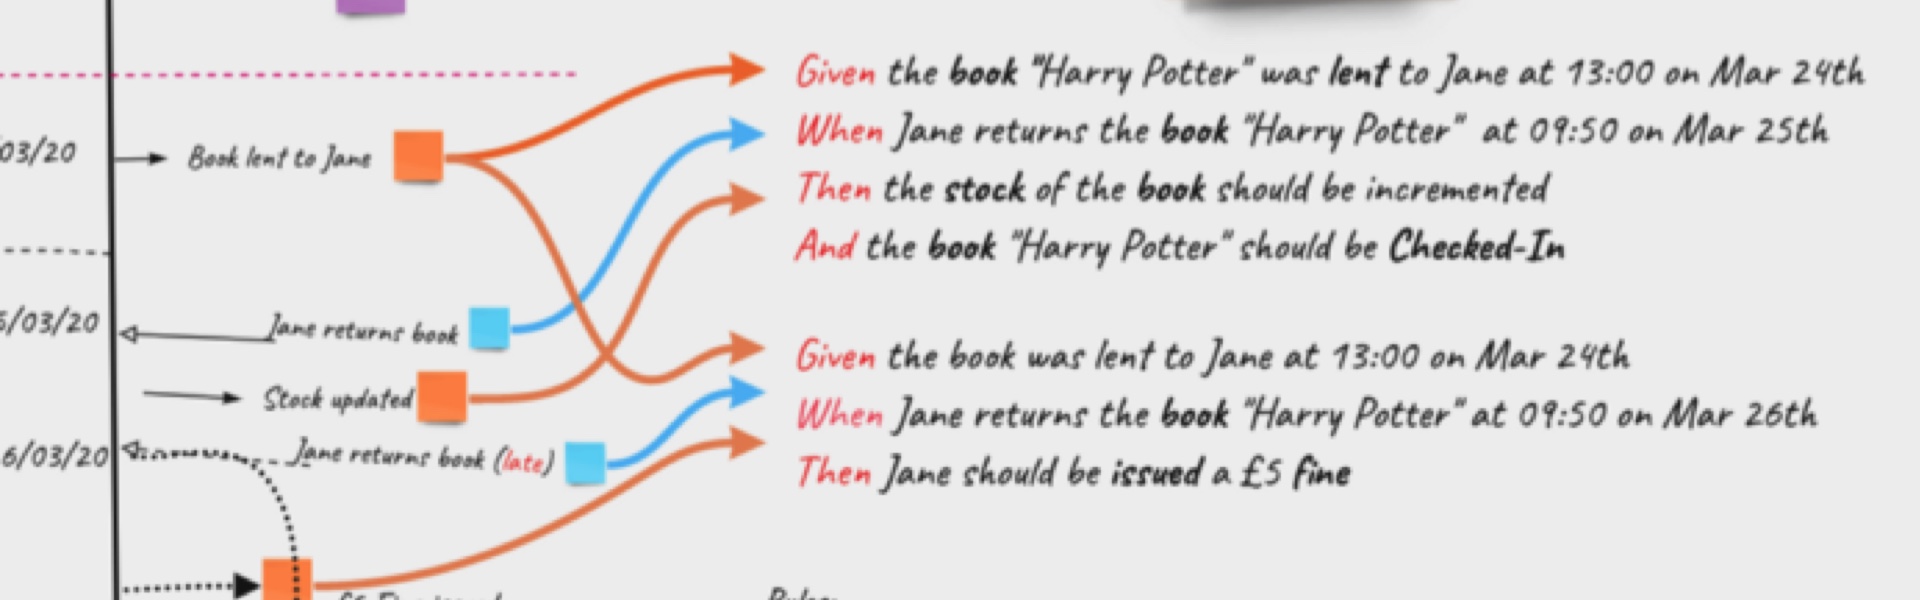 Given the book "Harry Potter" was lent to Jane at 13:00 on Mar 24th
When Jane returns the book "Harry Potter" at 09:50 on Mar 25th
Then the stock of the book should be incremented
And the book "Harry Potter" should be Checked-In
Given the book was lent to Jane at 13:00 on Mar 24th
When Jane returns the book "Harry Potter" at 09:50 on Mar 26th
Then Jane should be issued a £5 fine
03/20
Book lent to Jane
5/03/20
Jane returns book
Stock updated
6/03/20
Jane returns book (late)